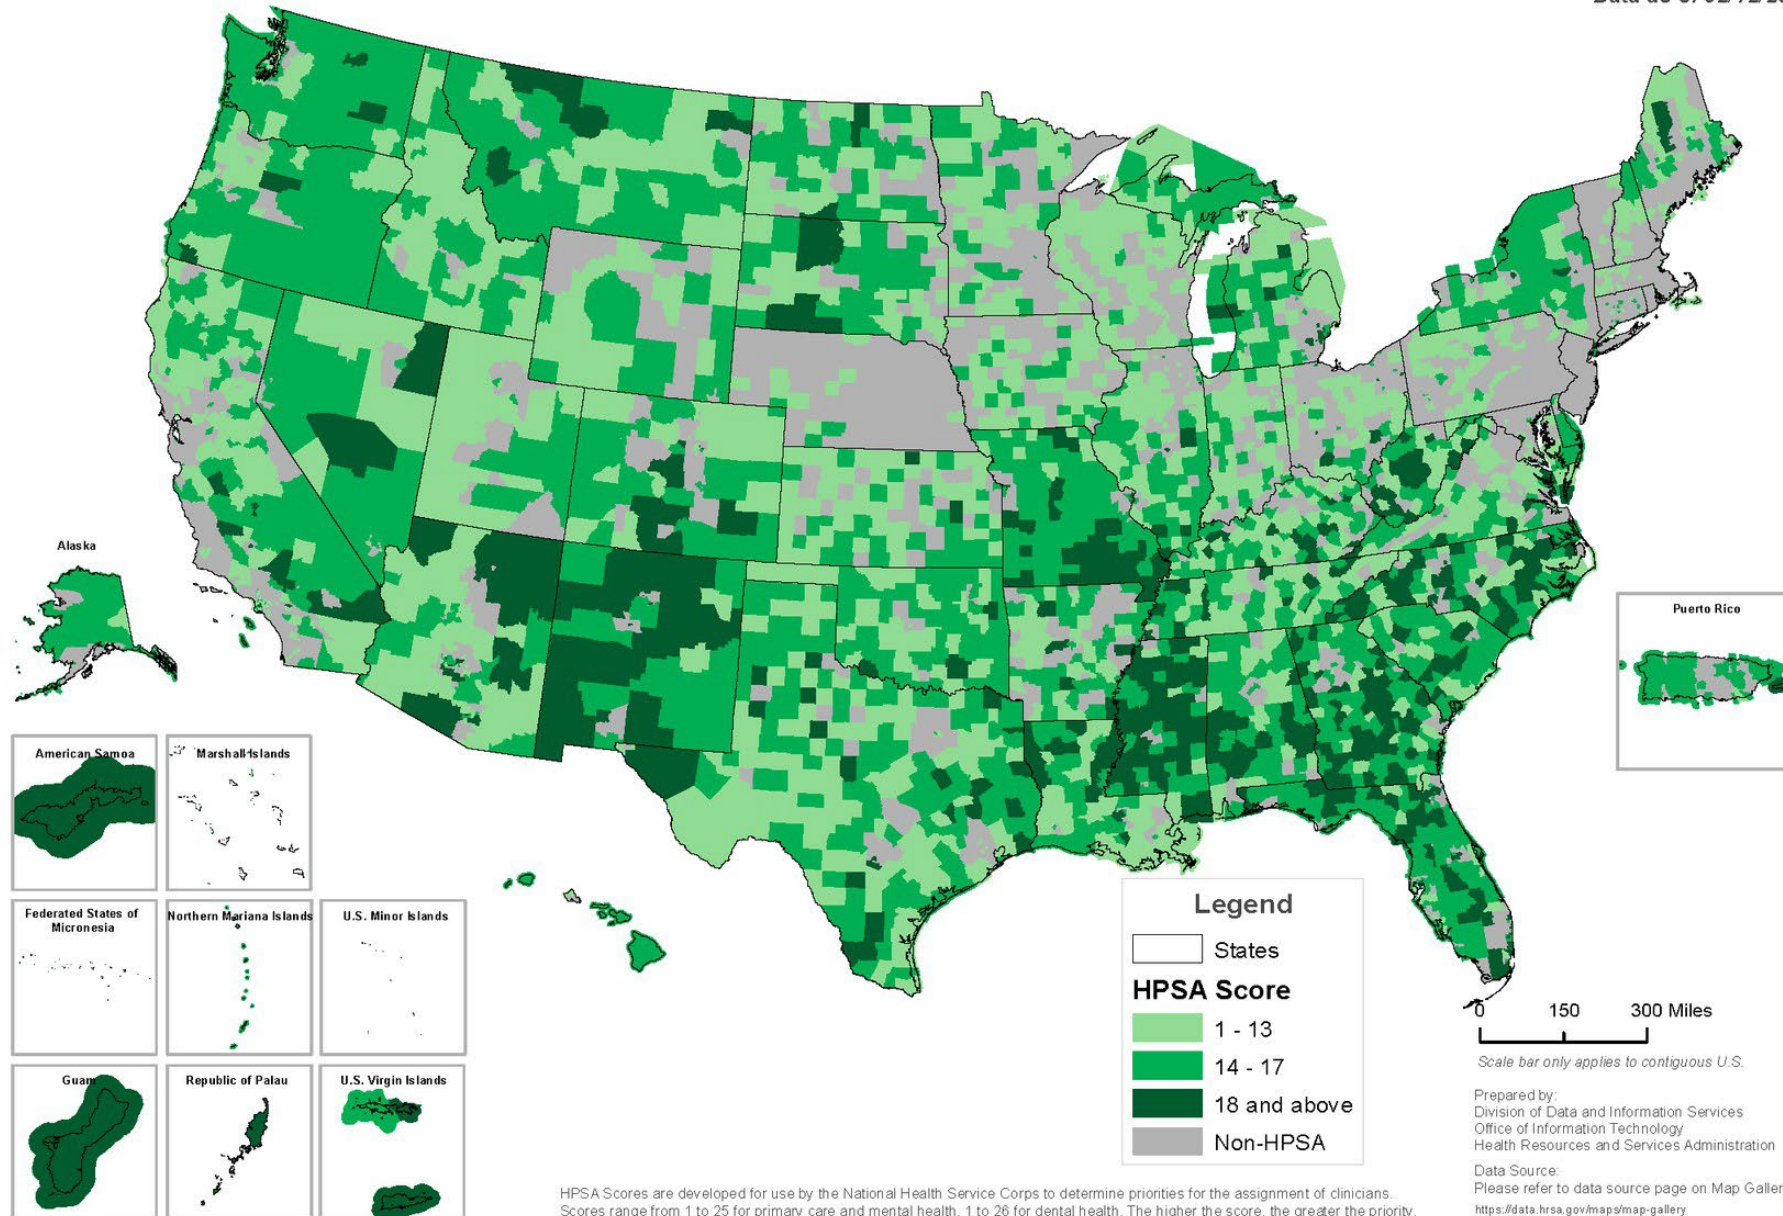 Alaska
American Samoa
Marshall Islands
Federated States of
Micronesia
Northern Mariana Islands
U.S. Minor Islands
Guam
Republic of Palau
U.S. Virgin Islands
Puerto Rico
Legend
States
HPSA Score
1 - 13
14 - 17
18 and above
Non-HPSA
0 150 300 Miles
Scale bar only applies to contiguous U.S.
Prepared by:
Division of Data and Information Services
Office of Information Technology
Health Resources and Services Administration
Data Source:
Please refer to data source page on Map Galler
https://data.hrsa.gov/maps/map-gallery
HPSA Scores are developed for use by the National Health Service Corps to determine priorities for the assignment of clinicians.
Scores range from 1 to 25 for primary care and mental health, 1 to 26 for dental health. The higher the score, the greater the priority.